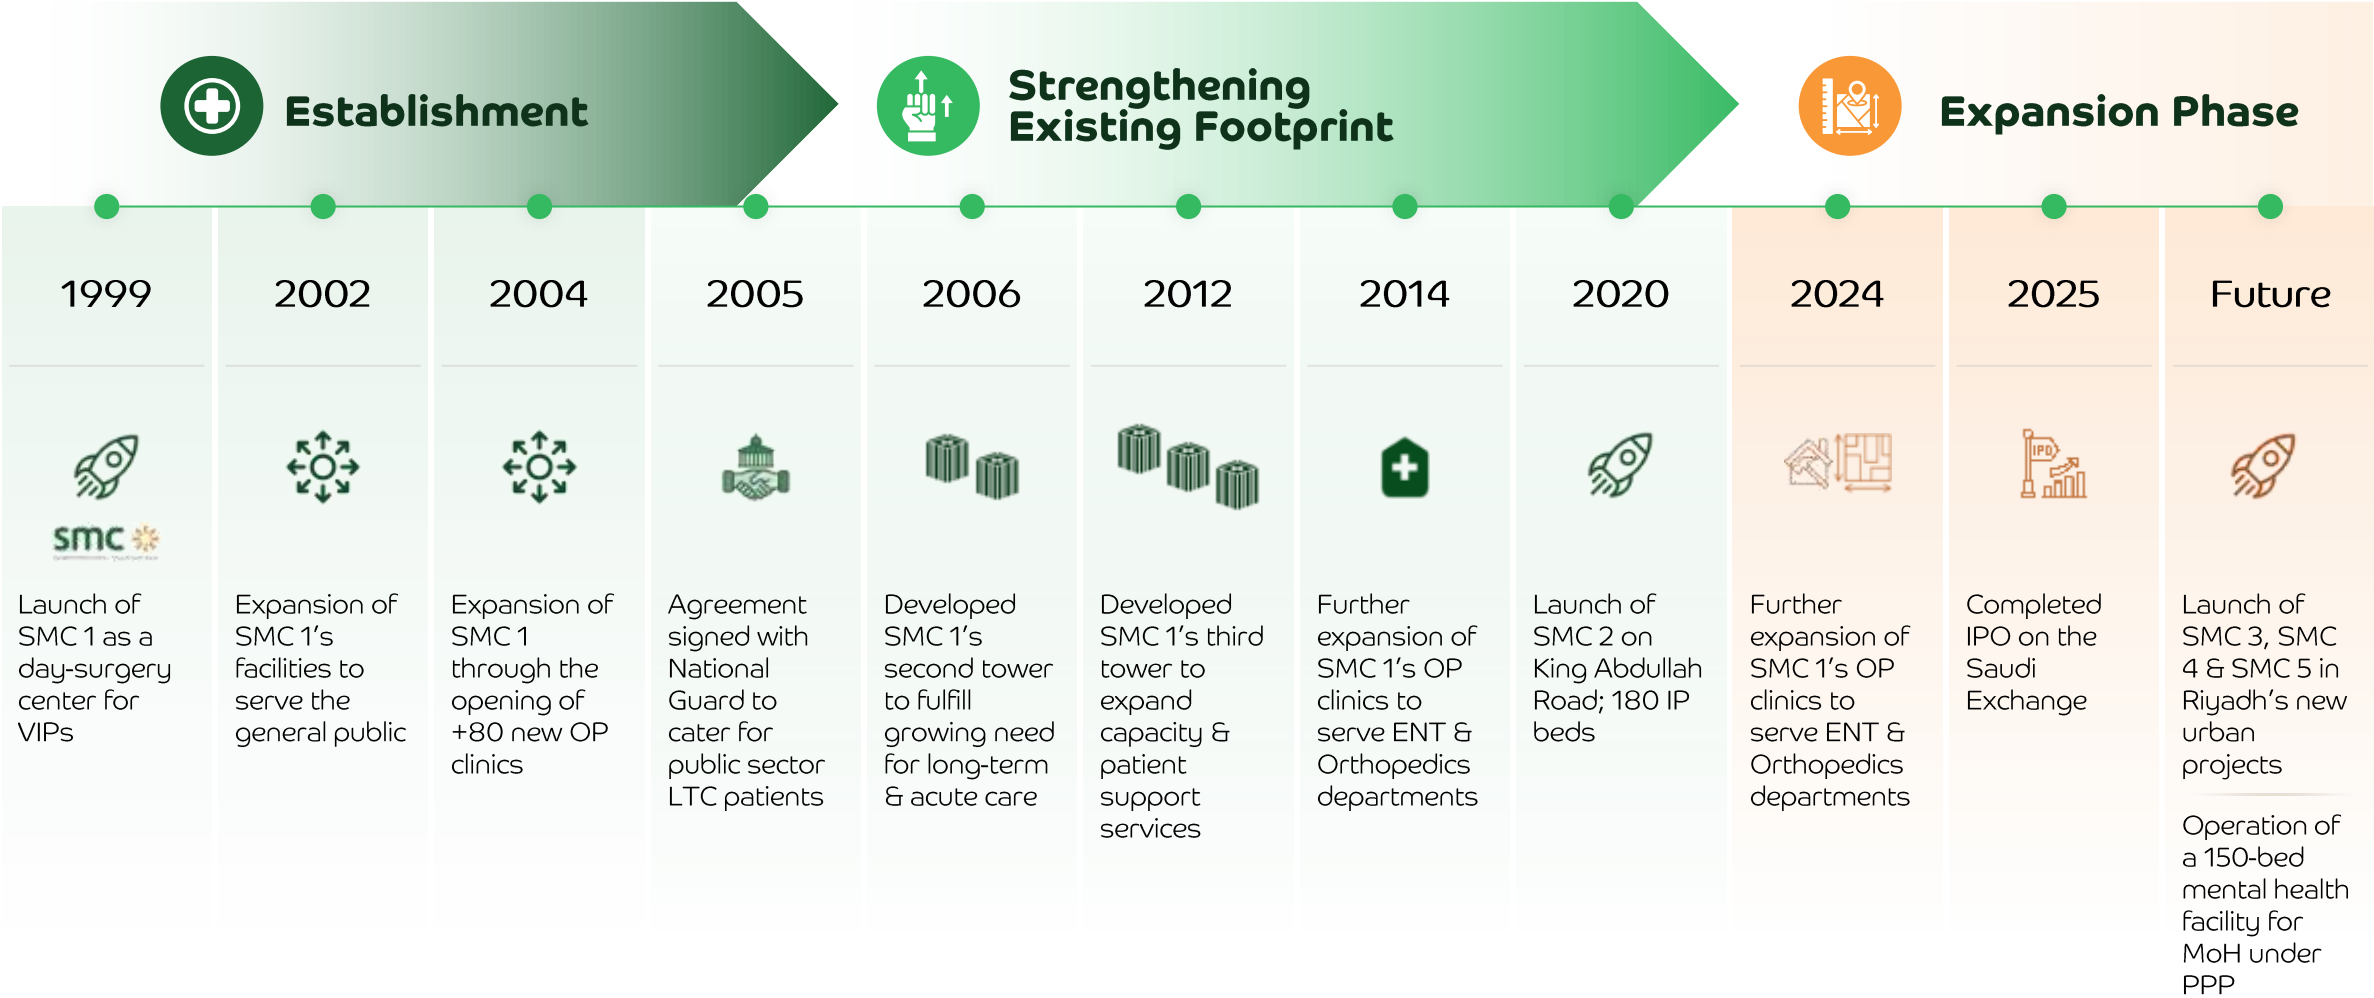 Establishment
Strengthening
Existing Footprint
Expansion Phase
1999
smc
Launch of
SMC 1 as a
day-surgery
center for
VIPs
2002
Expansion of
SMC 1's
facilities to
serve the
general public
2004
Expansion of
SMC 1
through the
opening of
+80 new OP
clinics
2005
Agreement
signed with
National
Guard to
cater for
public sector
LTC patients
2006
Developed
SMC 1's
second tower
to fulfill
growing need
for long-term
& acute care
2012
Developed
SMC 1's third
tower to
expand
capacity &
patient
support
services
2014
Further
expansion of
SMC 1's OP
clinics to
serve ENT &
Orthopedics
departments
2020
Launch of
SMC 2 on
King Abdullah
Road; 180 IP
beds
2024
Further
expansion of
SMC 1's OP
clinics to
serve ENT &
Orthopedics
departments
2025
IPO
Completed
IPO on the
Saudi
Exchange
Future
Launch of
SMC 3, SMC
4 & SMC 5 in
Riyadh's new
urban
projects
Operation of
a 150-bed
mental health
facility for
MoH under
PPP